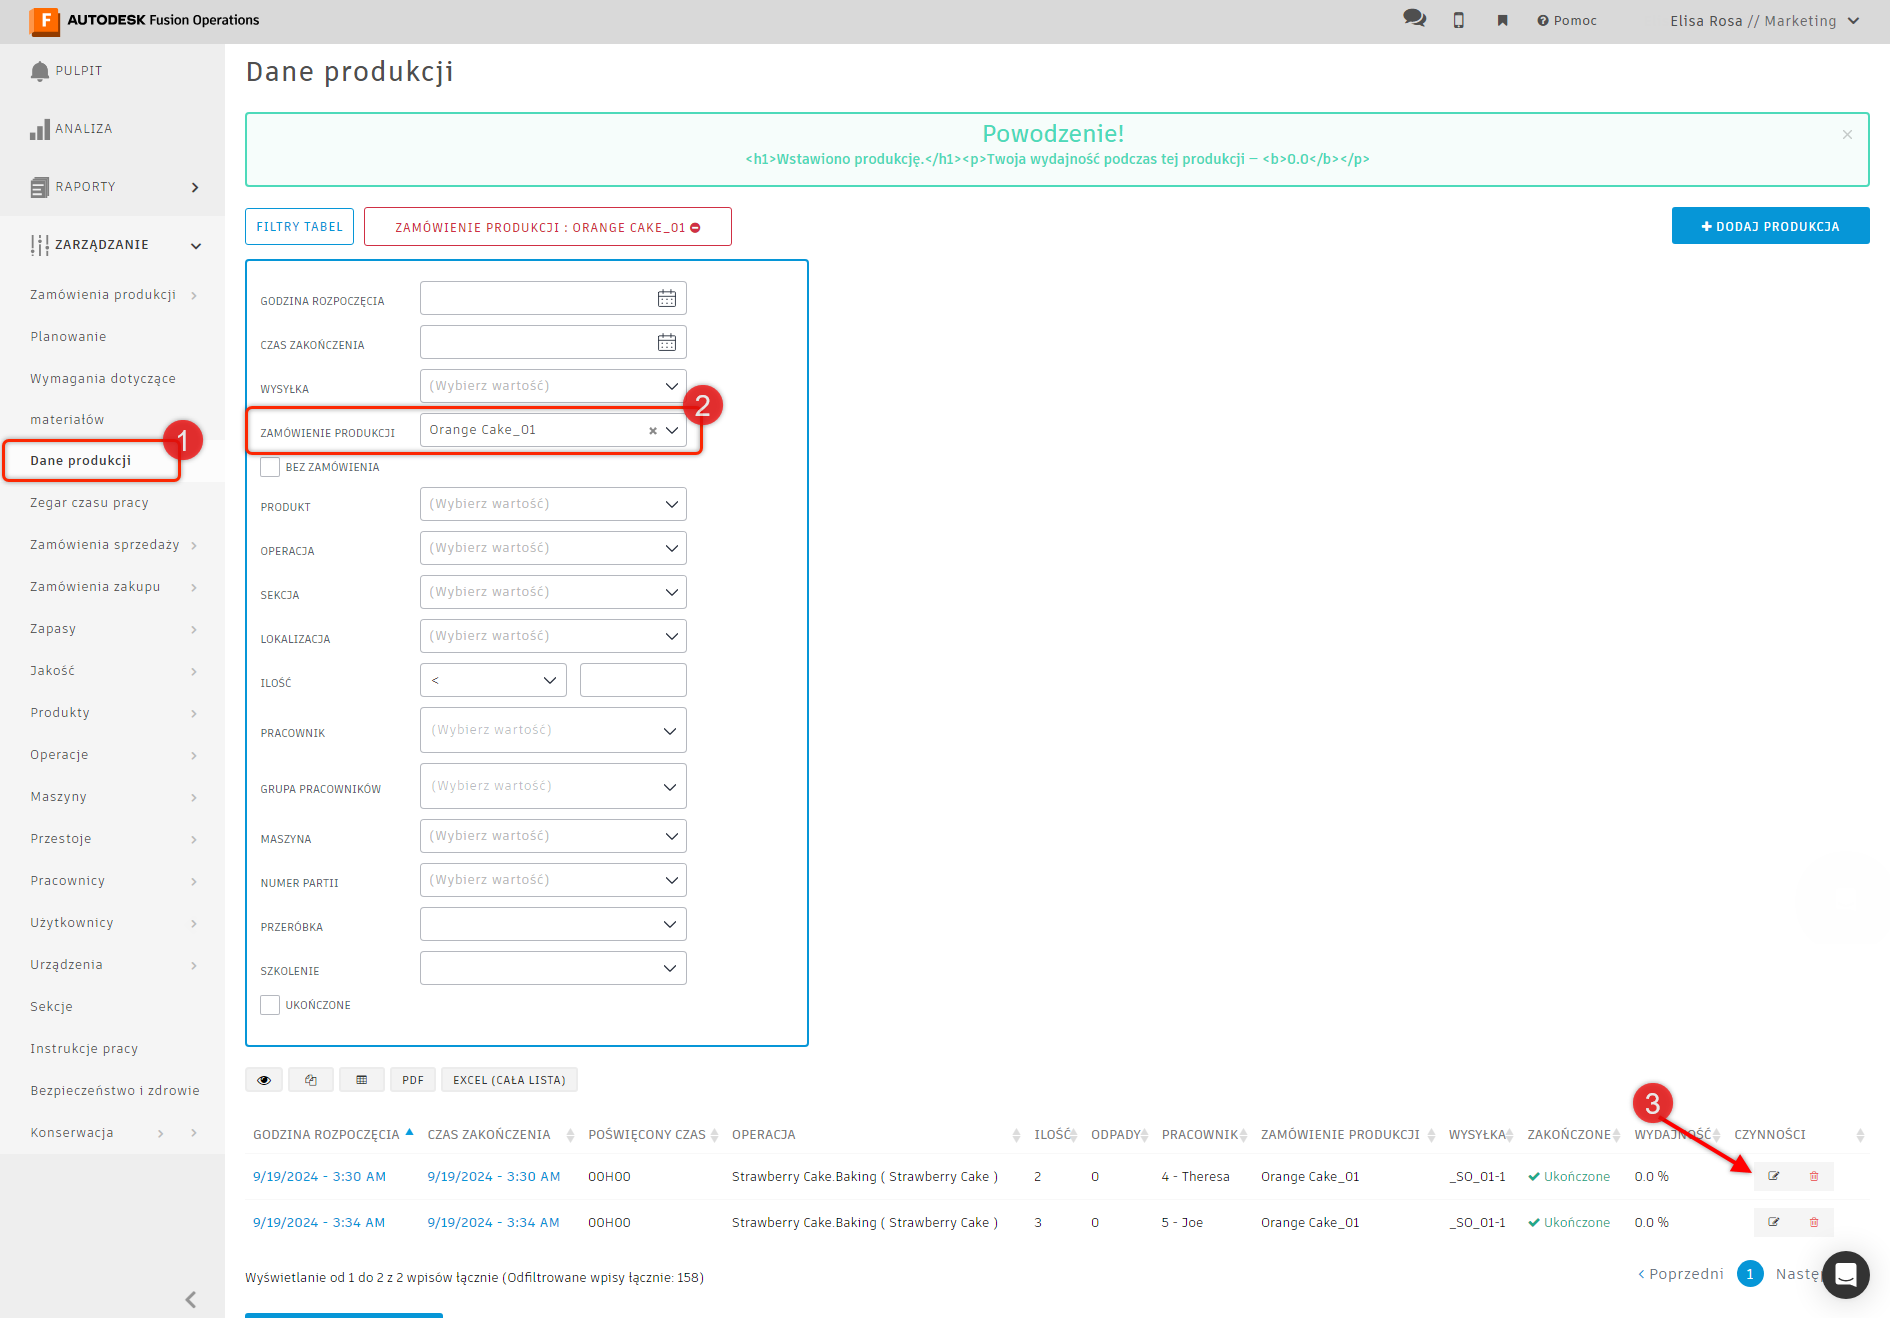 AUTODESK Fusion Operations
Pomoc
Elisa Rosa // Marketing
PULPIT
ANALIZA
RAPORTY
ZARZĄDZANIE
Zamówienia produkcji
Planowanie
Wymagania dotyczące
materiałów
1
Dane produkcji
Zegar czasu pracy
Zamówienia sprzedaży
Zamówienia zakupu
Zapasy
Jakość
Produkty
Operacje
Maszyny
Przestoje
Pracownicy
Użytkownicy
Urządzenia
Sekcje
Instrukcje pracy
Bezpieczeństwo i zdrowie
Konserwacja
Dane produkcji
Powodzenie!
<h1>Wstawiono produkcję.</h1><p>Twoja wydajność podczas tej produkcji – <b>0.0</b></p>
FILTRY TABEL
ZAMÓWIENIE PRODUKCJI : ORANGE CAKE_01
DODAJ PRODUKCJA
GODZINA ROZPOCZĘCIA
CZAS ZAKOŃCZENIA
WYSYŁKA (Wybierz wartość)
2
ZAMÓWIENIE PRODUKCJI Orange Cake_01
BEZ ZAMÓWIENIA
PRODUKT (Wybierz wartość)
OPERACJA (Wybierz wartość)
SEKCJA (Wybierz wartość)
LOKALIZACJA (Wybierz wartość)
ILOŚĆ <
PRACOWNIK (Wybierz wartość)
GRUPA PRACOWNIKÓW (Wybierz wartość)
MASZYNA (Wybierz wartość)
NUMER PARTII (Wybierz wartość)
PRZERÓBKA
SZKOLENIE
UKOŃCZONE
PDF EXCEL (CAŁA LISTA)
3
GODZINA ROZPOCZĘCIA CZAS ZAKOŃCZENIA POŚWIĘCONY CZAS OPERACJA ILOŚĆ ODPADY PRACOWNIK ZAMÓWIENIE PRODUKCJI WYSYŁKA ZAKOŃCZONE WYDAJNOŚĆ CZYNNOŚCI
9/19/2024 - 3:30 AM 9/19/2024 - 3:30 AM 00H00 Strawberry Cake.Baking ( Strawberry Cake ) 2 0 4 - Theresa Orange Cake_01 _SO_01-1 Ukończone 0.0 %
9/19/2024 - 3:34 AM 9/19/2024 - 3:34 AM 00H00 Strawberry Cake.Baking ( Strawberry Cake ) 3 0 5 - Joe Orange Cake_01 _SO_01-1 Ukończone 0.0 %
Wyświetlanie od 1 do 2 z 2 wpisów łącznie (Odfiltrowane wpisy łącznie: 158)
‹ Poprzedni 1